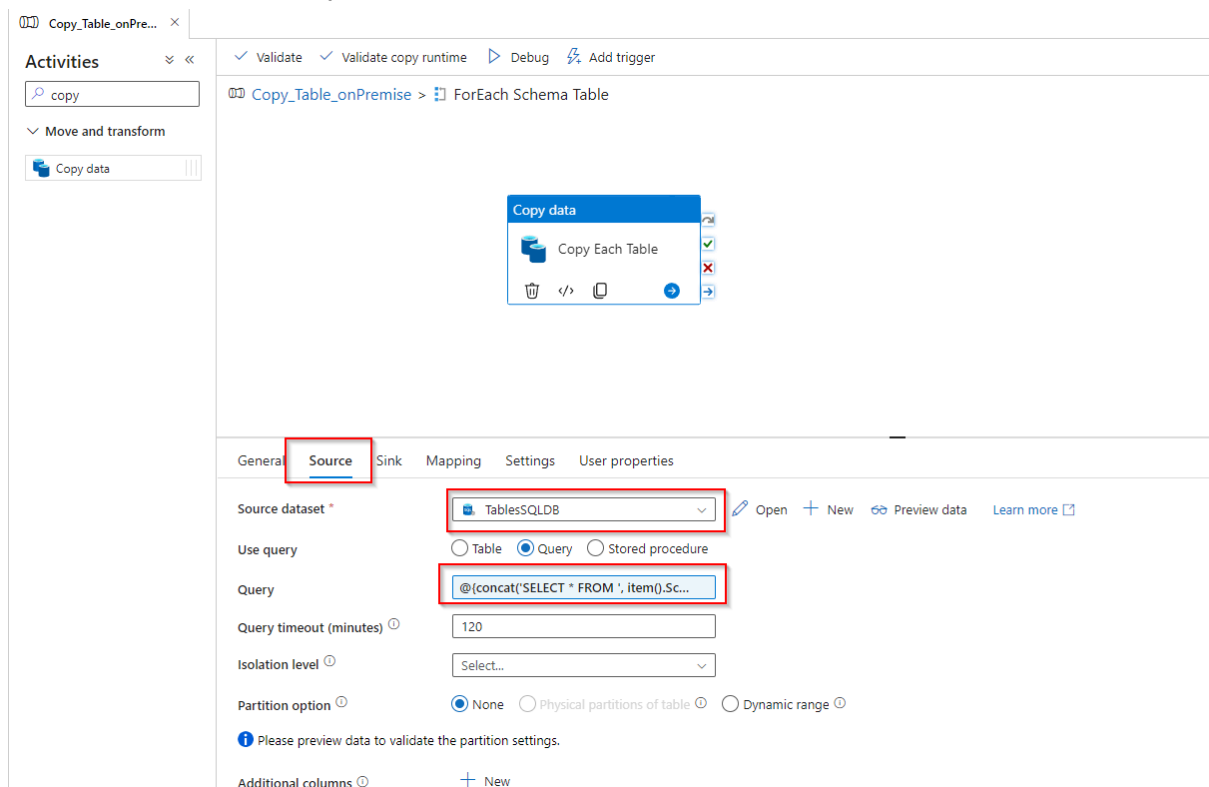 Copy_Table_onPre... ×
Activities
Validate Validate copy runtime Debug Add trigger
copy
Copy_Table_onPremise > ForEach Schema Table
Move and transform
Copy data
Copy data
Copy Each Table
General Source Sink Mapping Settings User properties
Source dataset * TablesSQLDB Open + New Preview data Learn more
Use query Table Query Stored procedure
Query @{concat('SELECT * FROM ', item().Sc...
Query timeout (minutes) 120
Isolation level Select...
Partition option None Physical partitions of table Dynamic range
Please preview data to validate the partition settings.
Additional columns + New